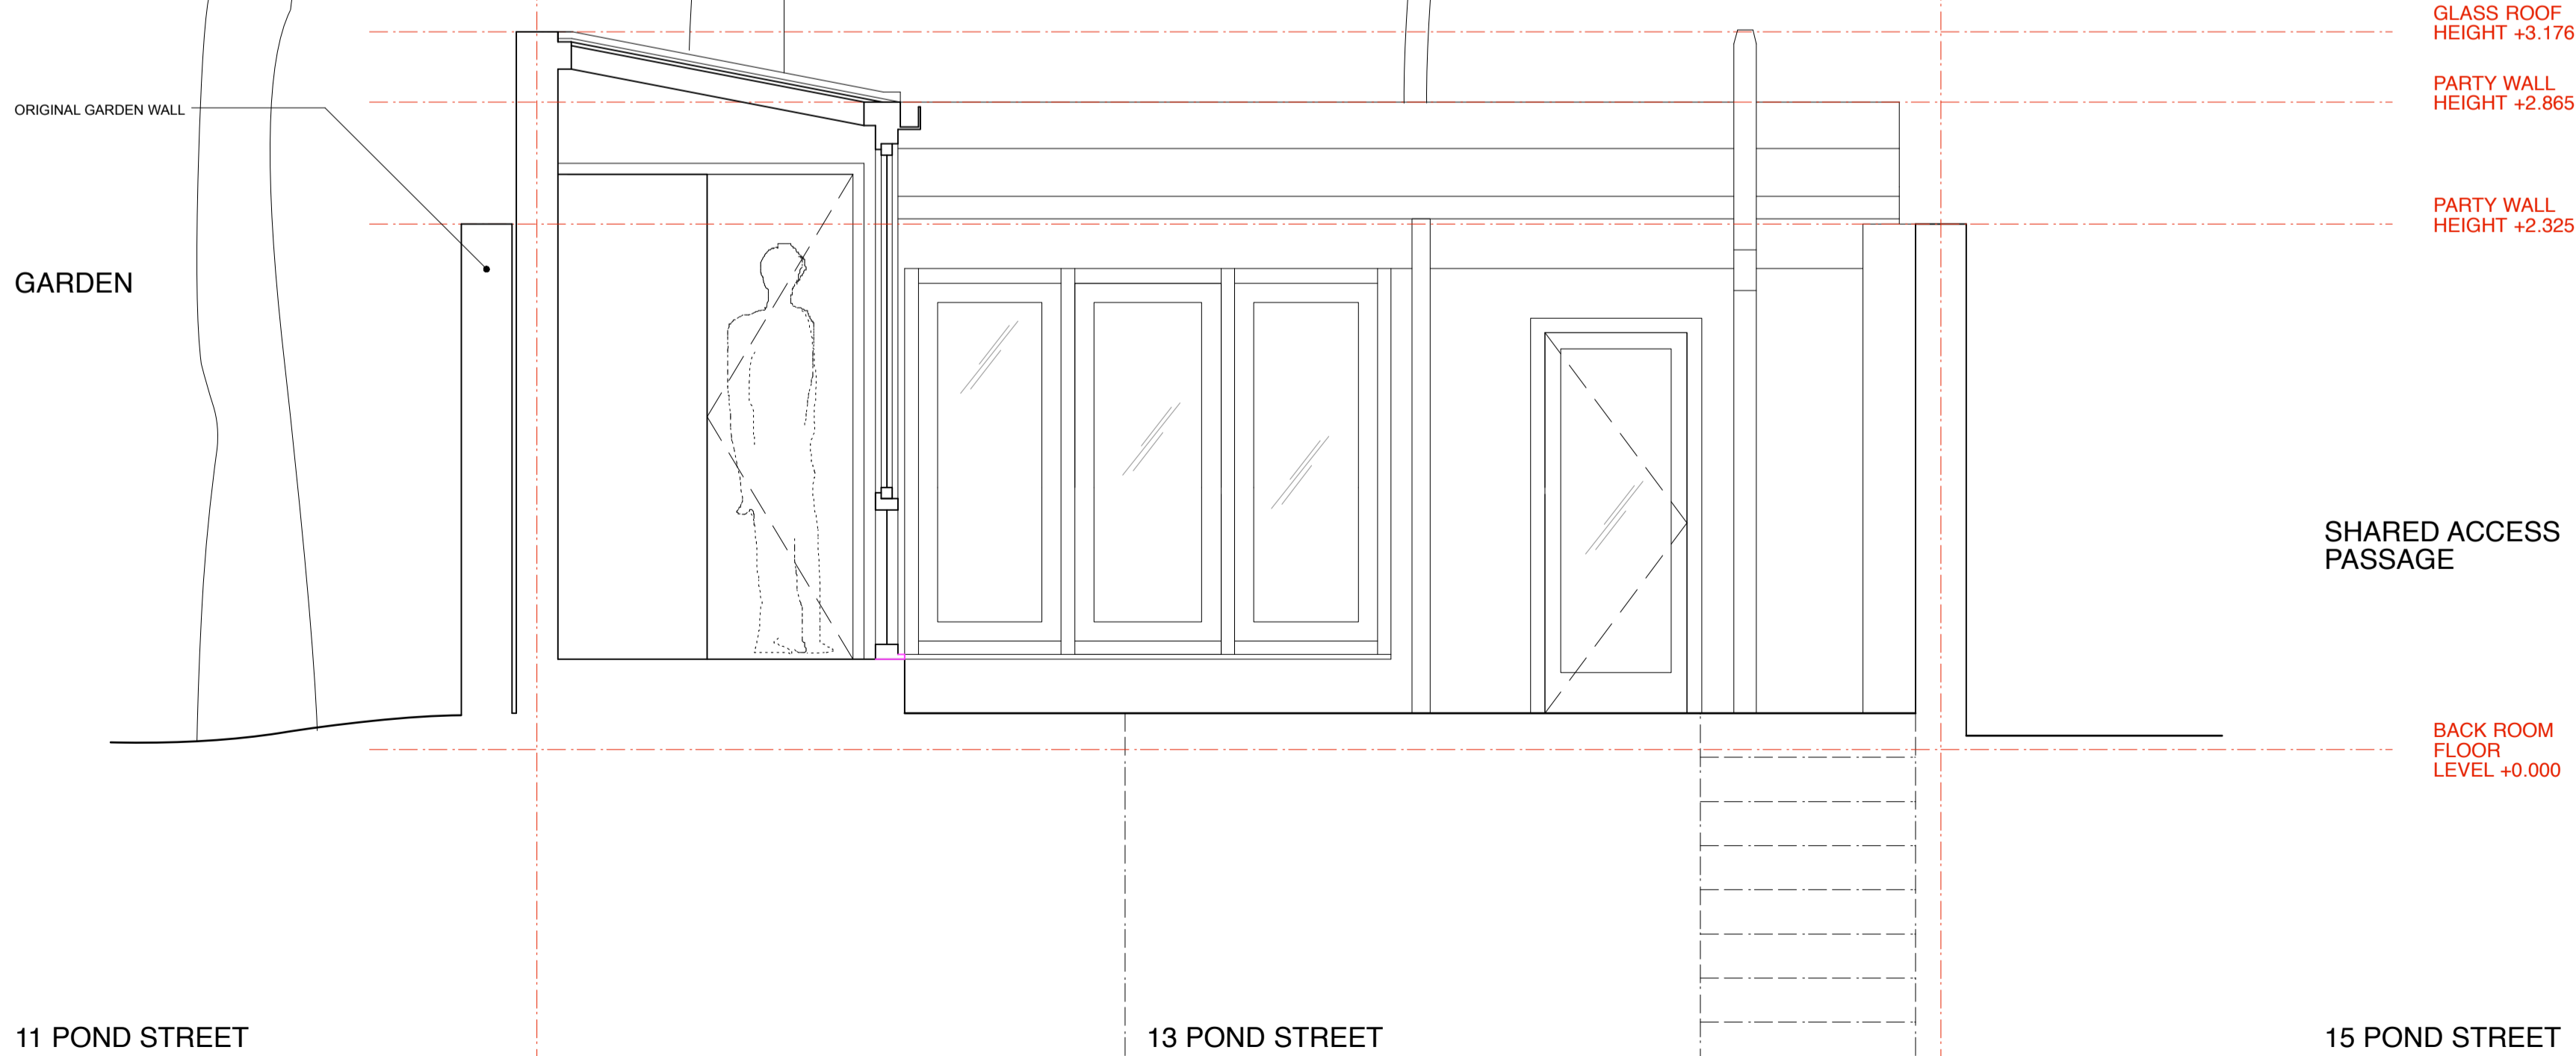 GLASS ROOF
HEIGHT +3.176
PARTY WALL
HEIGHT +2.865
ORIGINAL GARDEN WALL
PARTY WALL
HEIGHT +2.325
GARDEN
SHARED ACCESS
PASSAGE
BACK ROOM
FLOOR
LEVEL +0.000
11 POND STREET
13 POND STREET
15 POND STREET